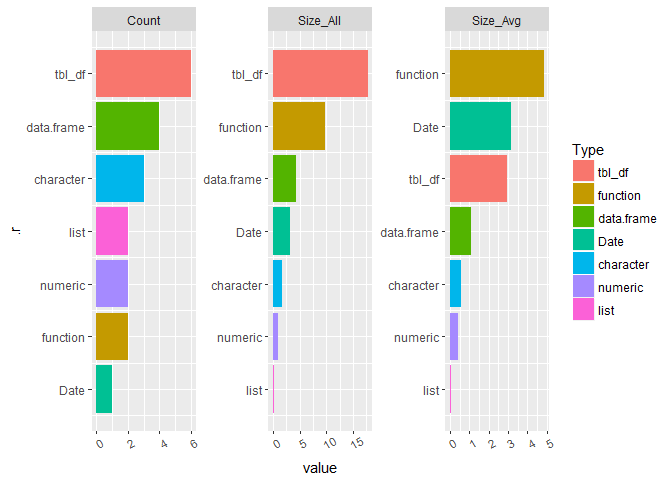 Count
Size_All
Size_Avg
tbl_df
data.frame
character
list
numeric
function
Date
tbl_df
function
data.frame
Date
character
numeric
list
function
Date
tbl_df
data.frame
character
numeric
list
.r
0 2 4 6
0 5 10 15
0 1 2 3 4 5
value
Type
tbl_df
function
data.frame
Date
character
numeric
list